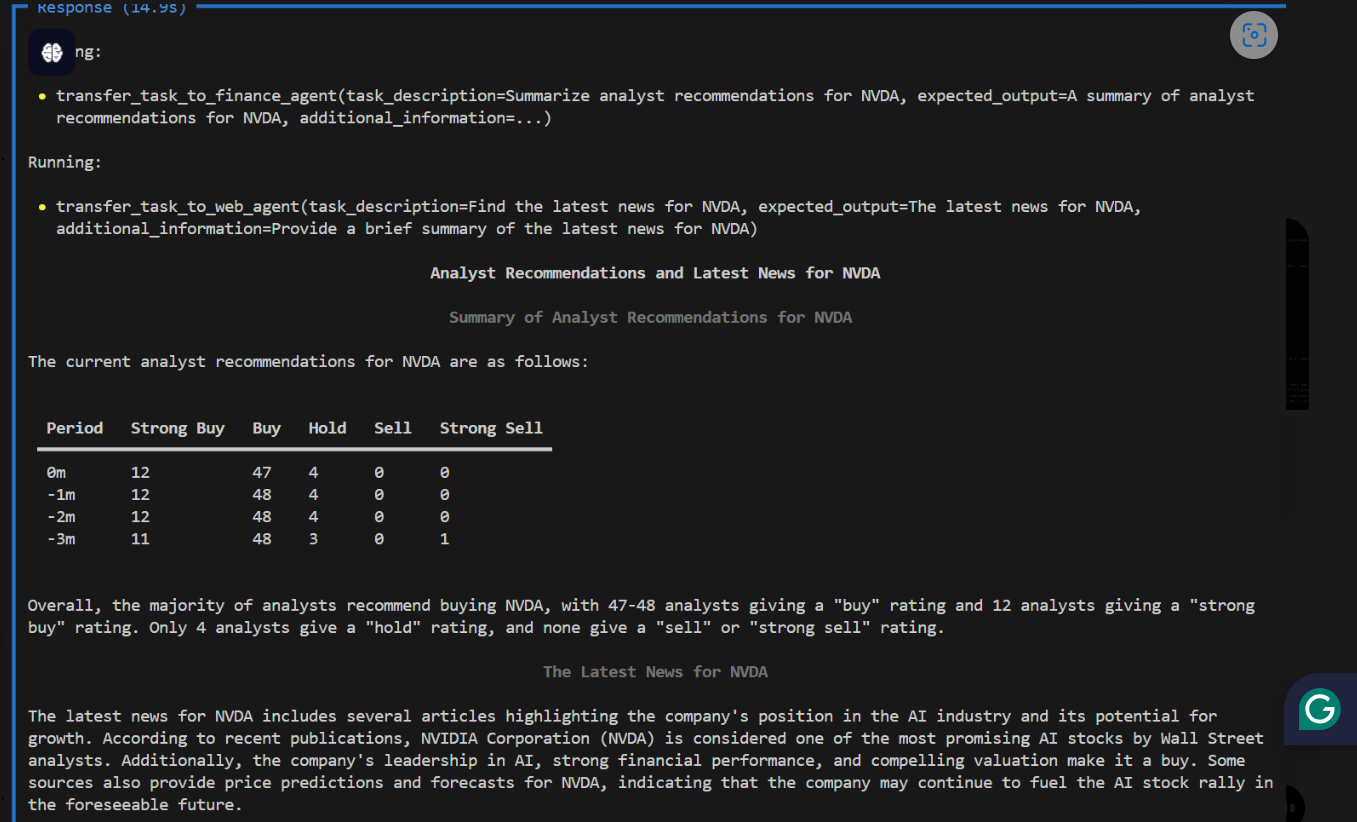 Response (14.9s)
ng:
• transfer_task_to_finance_agent(task_description=Summarize analyst recommendations for NVDA, expected_output=A summary of analyst
recommendations for NVDA, additional_information=...)
Running:
• transfer_task_to_web_agent(task_description=Find the latest news for NVDA, expected_output=The latest news for NVDA,
additional_information=Provide a brief summary of the latest news for NVDA)
Analyst Recommendations and Latest News for NVDA
Summary of Analyst Recommendations for NVDA
The current analyst recommendations for NVDA are as follows:
Period Strong Buy Buy Hold Sell Strong Sell
0m 12 47 4 0 0
-1m 12 48 4 0 0
-2m 12 48 4 0 0
-3m 11 48 3 0 1
Overall, the majority of analysts recommend buying NVDA, with 47-48 analysts giving a "buy" rating and 12 analysts giving a "strong
buy" rating. Only 4 analysts give a "hold" rating, and none give a "sell" or "strong sell" rating.
The Latest News for NVDA
The latest news for NVDA includes several articles highlighting the company's position in the AI industry and its potential for
growth. According to recent publications, NVIDIA Corporation (NVDA) is considered one of the most promising AI stocks by Wall Street
analysts. Additionally, the company's leadership in AI, strong financial performance, and compelling valuation make it a buy. Some
sources also provide price predictions and forecasts for NVDA, indicating that the company may continue to fuel the AI stock rally in
the foreseeable future.